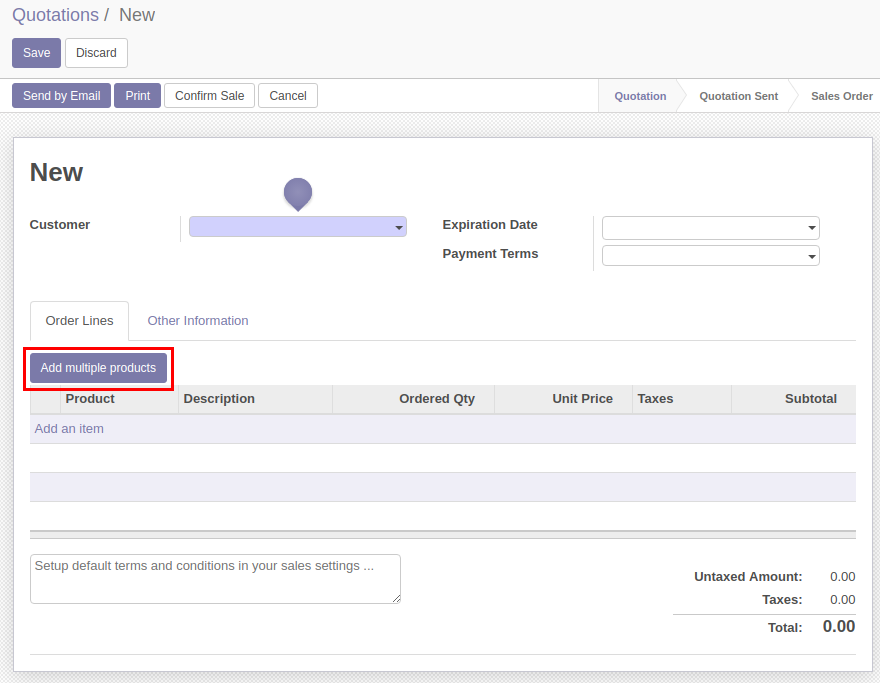 Quotations / New
Save Discard
Send by Email Print Confirm Sale Cancel Quotation Quotation Sent Sales Order
New
Customer Expiration Date
Payment Terms
Order Lines Other Information
Add multiple products
Product Description Ordered Qty Unit Price Taxes Subtotal
Add an item
Setup default terms and conditions in your sales settings ...
Untaxed Amount: 0.00
Taxes: 0.00
Total: 0.00